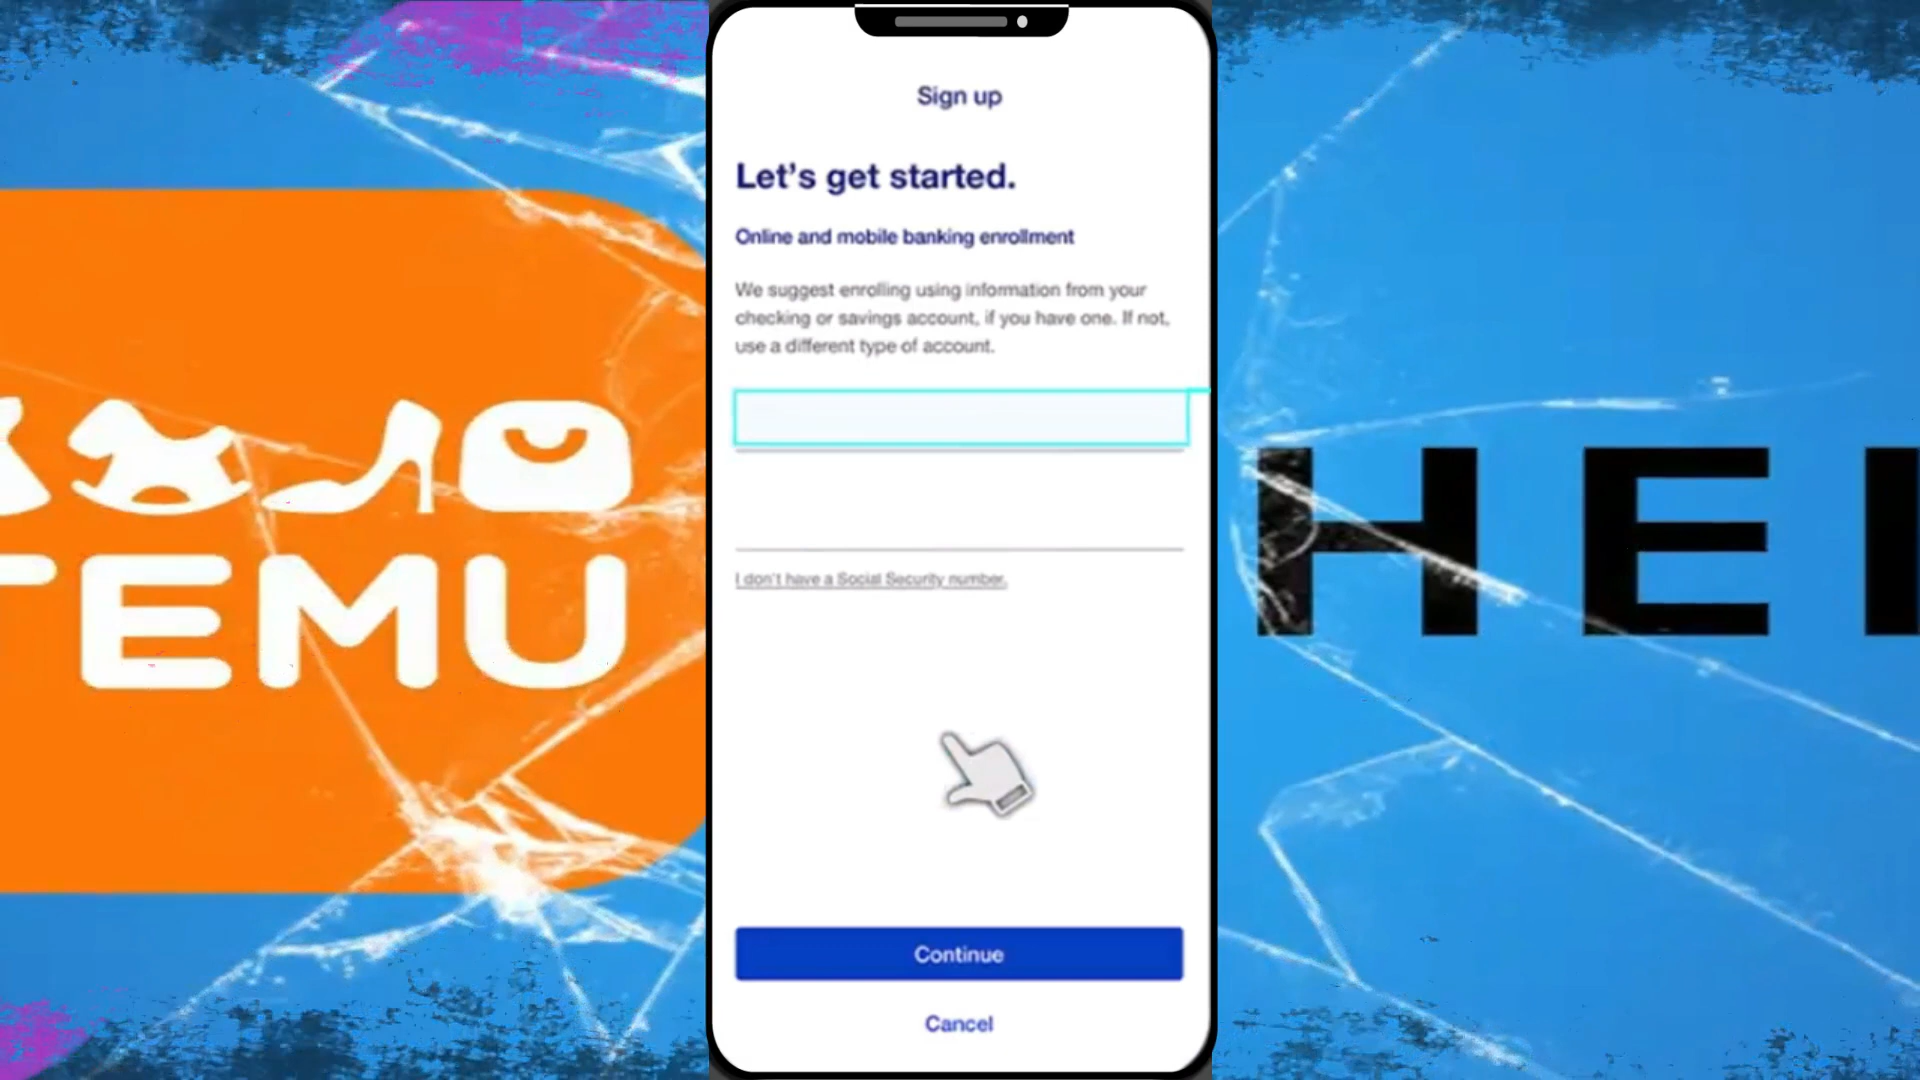 Sign up
Let's get started.
Online and mobile banking enrollment
We suggest enrolling using information from your
checking or savings account, if you have one. If not,
use a different type of account.
I don't have a Social Security number.
Continue
Cancel
TEMU
HE